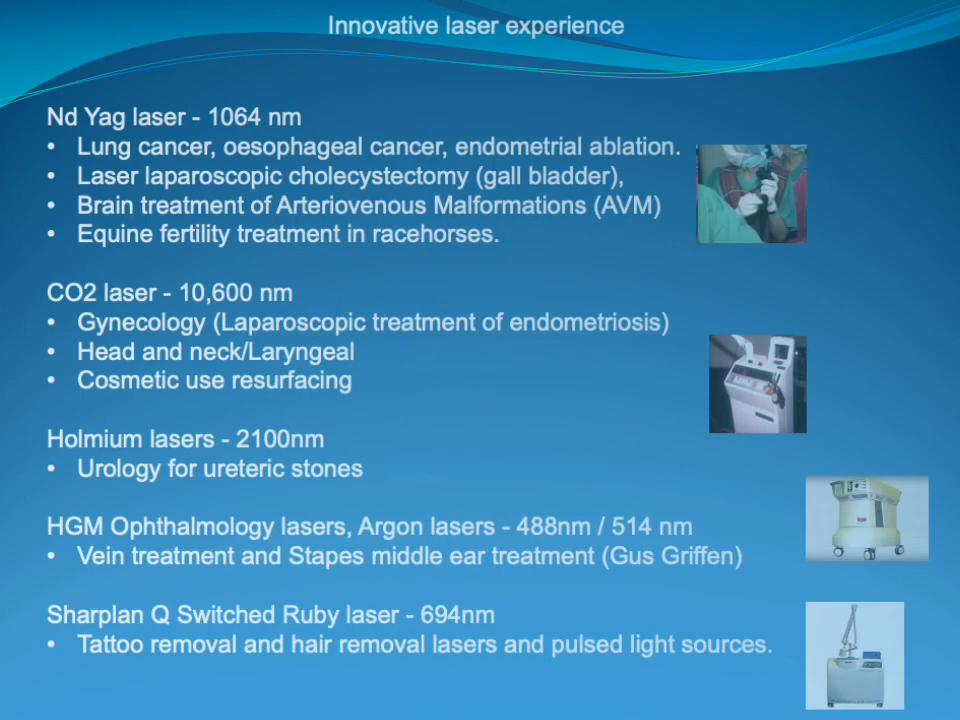 Innovative laser experience
Nd Yag laser - 1064 nm
• Lung cancer, oesophageal cancer, endometrial ablation.
• Laser laparoscopic cholecystectomy (gall bladder),
• Brain treatment of Arteriovenous Malformations (AVM)
• Equine fertility treatment in racehorses.
CO2 laser - 10,600 nm
• Gynecology (Laparoscopic treatment of endometriosis)
• Head and neck/Laryngeal
• Cosmetic use resurfacing
Holmium lasers - 2100nm
• Urology for ureteric stones
HGM Ophthalmology lasers, Argon lasers - 488nm / 514 nm
• Vein treatment and Stapes middle ear treatment (Gus Griffen)
Sharplan Q Switched Ruby laser - 694nm
• Tattoo removal and hair removal lasers and pulsed light sources.